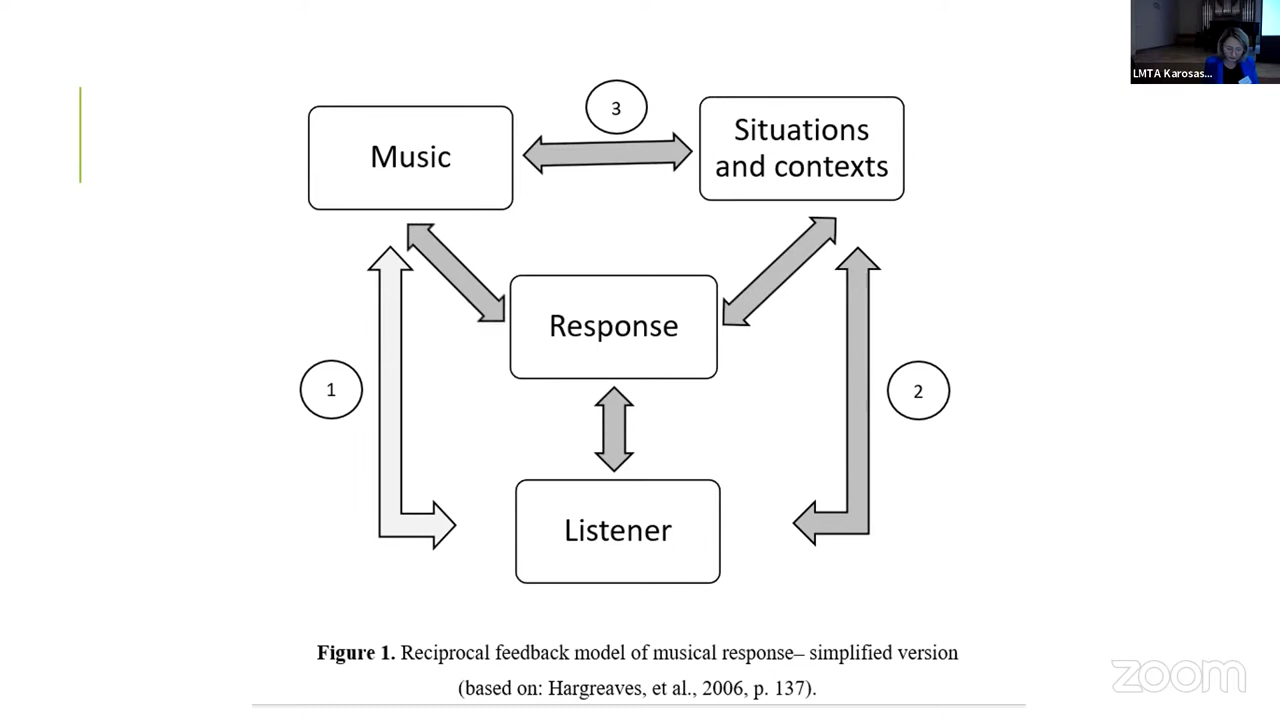 LMTA Karosas...
3
Music
Situations
and contexts
Response
1
2
Listener
Figure 1. Reciprocal feedback model of musical response– simplified version
(based on: Hargreaves, et al., 2006, p. 137).
zoom